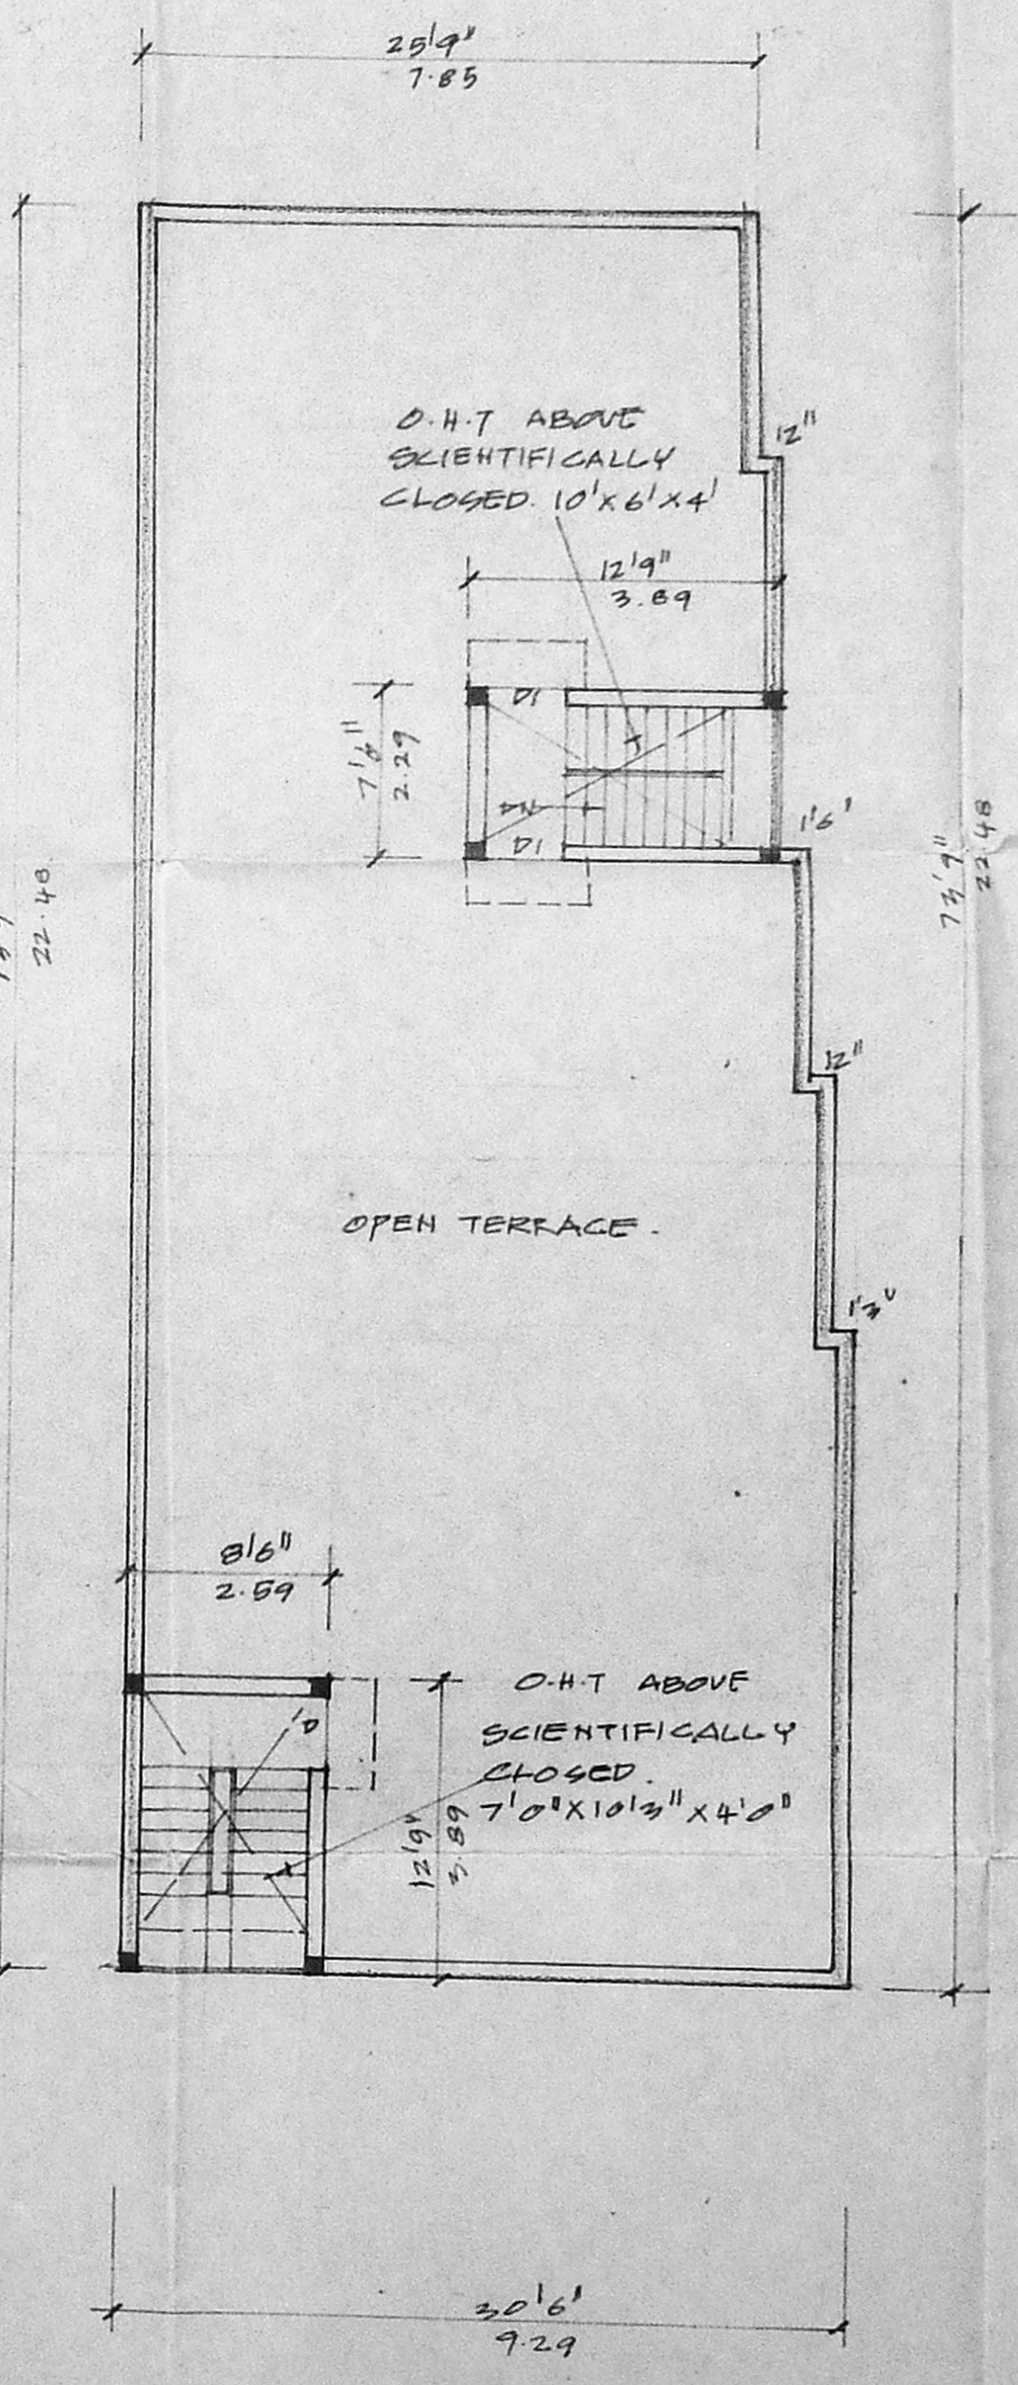 25'9"
7.85
O.H.T ABOVE
SCIENTIFICALLY
CLOSED. 10'X6'X4'
12"
12'9"
3.89
D1
7'6"
2.29
DN
D1
1'6'
73'9"
22.48
22.48
12"
OPEN TERRACE.
1'3"
8'6"
2.59
O.H.T ABOVE
SCIENTIFICALLY
CLOSED.
7'0"X10'3"X4'0"
12'9"
3.89
30'6'
9.29